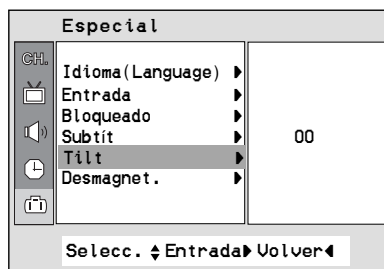 Especial
CH.
Idioma(Language)
Entrada
Bloqueado
Subtít
Tilt
00
Desmagnet.
Selecc. Entrada Volver